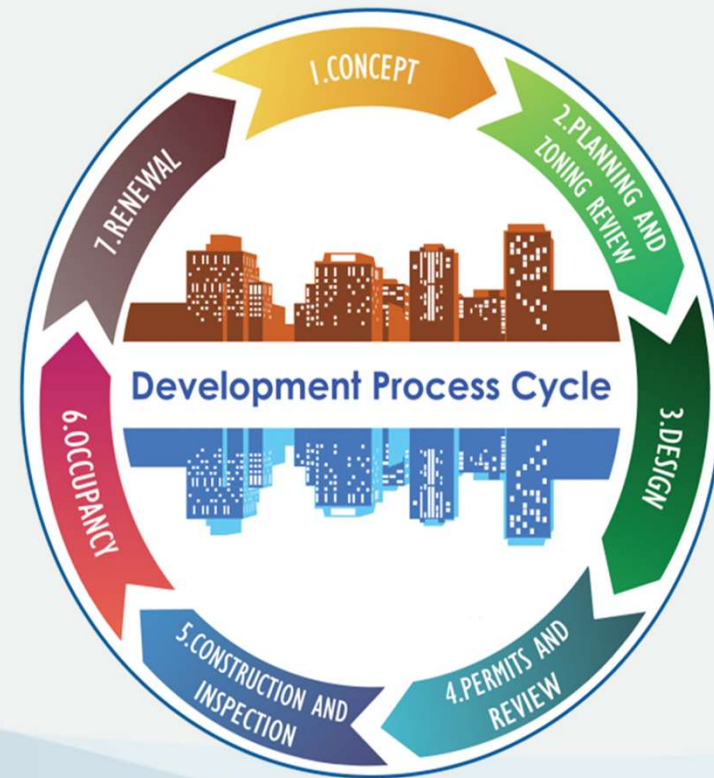 1.CONCEPT
2.PLANNING AND
ZONING REVIEW
3.DESIGN
4.PERMITS AND
REVIEW
5.CONSTRUCTION AND
INSPECTION
6.OCCUPANCY
7.RENEWAL
Development Process Cycle